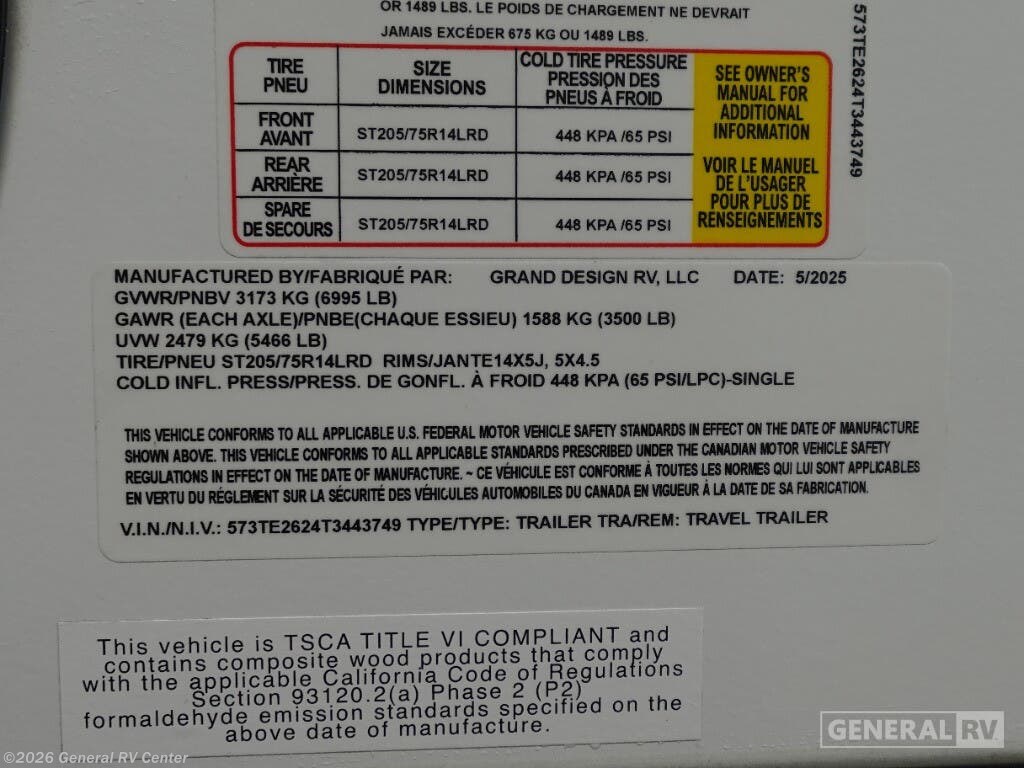 OR 1489 LBS. LE POIDS DE CHARGEMENT NE DEVRAIT
JAMAIS EXCÉDER 675 KG OU 1489 LBS.
TIRE
PNEU
SIZE
DIMENSIONS
COLD TIRE PRESSURE
PRESSION DES
PNEUS À FROID
SEE OWNER'S
MANUAL FOR
ADDITIONAL
INFORMATION
VOIR LE MANUEL
DE L'USAGER
POUR PLUS DE
RENSEIGNEMENTS
FRONT
AVANT
ST205/75R14LRD
448 KPA /65 PSI
REAR
ARRIÈRE
ST205/75R14LRD
448 KPA /65 PSI
SPARE
DE SECOURS
ST205/75R14LRD
448 KPA /65 PSI
573TE2624T3443749
MANUFACTURED BY/FABRIQUÉ PAR: GRAND DESIGN RV, LLC DATE: 5/2025
GVWR/PNBV 3173 KG (6995 LB)
GAWR (EACH AXLE)/PNBE(CHAQUE ESSIEU) 1588 KG (3500 LB)
UVW 2479 KG (5466 LB)
TIRE/PNEU ST205/75R14LRD RIMS/JANTE14X5J, 5X4.5
COLD INFL. PRESS/PRESS. DE GONFL. À FROID 448 KPA (65 PSI/LPC)-SINGLE
THIS VEHICLE CONFORMS TO ALL APPLICABLE U.S. FEDERAL MOTOR VEHICLE SAFETY STANDARDS IN EFFECT ON THE DATE OF MANUFACTURE
SHOWN ABOVE. THIS VEHICLE CONFORMS TO ALL APPLICABLE STANDARDS PRESCRIBED UNDER THE CANADIAN MOTOR VEHICLE SAFETY
REGULATIONS IN EFFECT ON THE DATE OF MANUFACTURE. ~ CE VÉHICULE EST CONFORME À TOUTES LES NORMES QUI LUI SONT APPLICABLES
EN VERTU DU RÉGLEMENT SUR LA SÉCURITÉ DES VÉHICULES AUTOMOBILES DU CANADA EN VIGUEUR À LA DATE DE SA FABRICATION.
V.I.N./N.I.V.: 573TE2624T3443749 TYPE/TYPE: TRAILER TRA/REM: TRAVEL TRAILER
This vehicle is TSCA TITLE VI COMPLIANT and
contains composite wood products that comply
with the applicable California Code of Regulations
Section 93120.2(a) Phase 2 (P2)
formaldehyde emission standards specified on the
above date of manufacture.
GENERAL RV
©2026 General RV Center